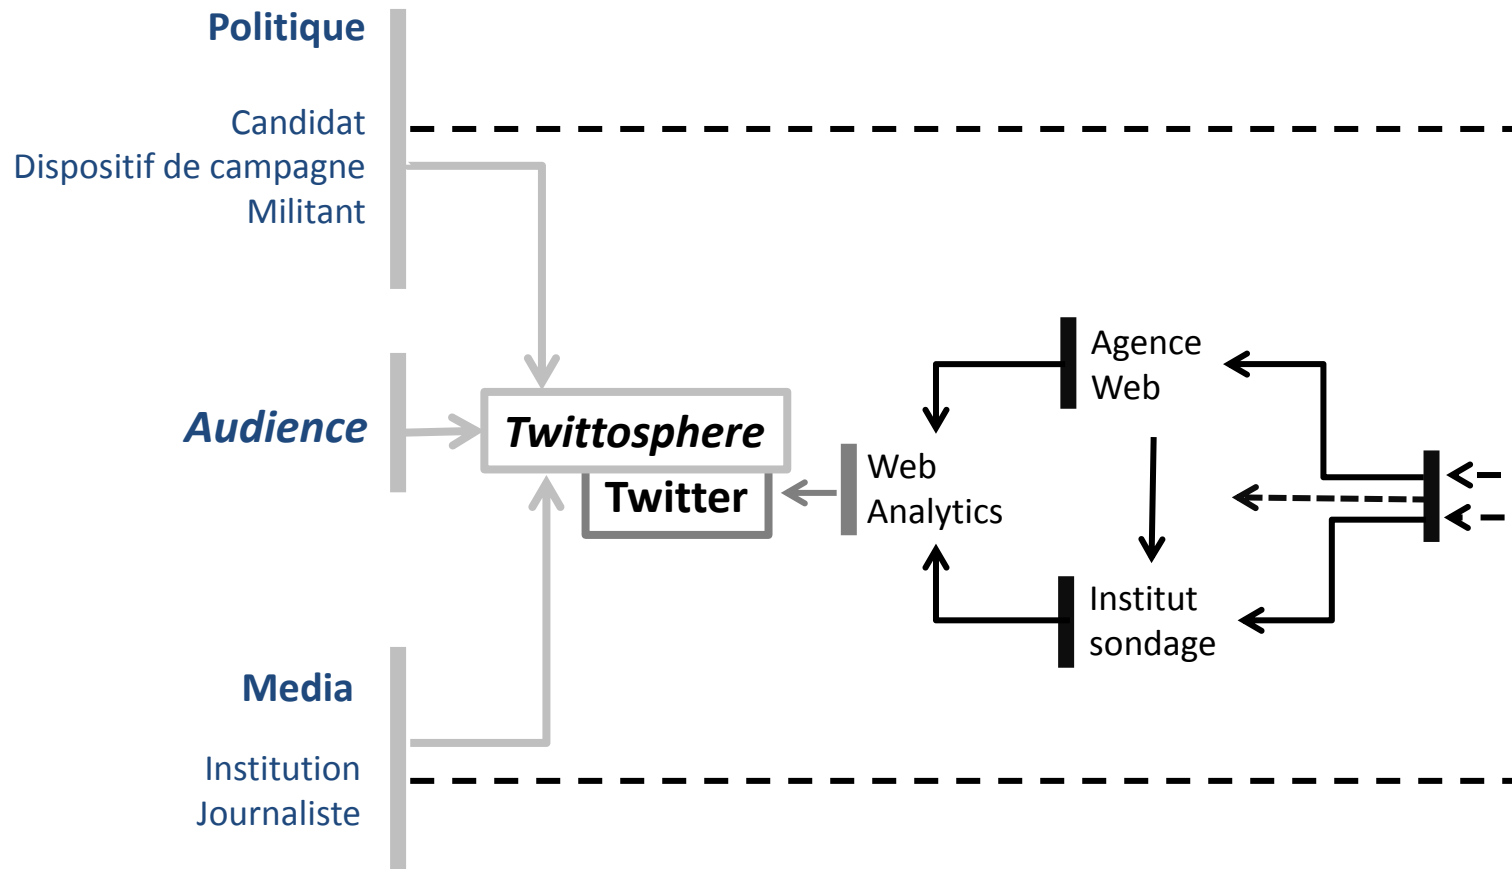 Politique
Candidat
Dispositif de campagne
Militant
Audience
Twittosphere
Twitter
Web
Analytics
Agence
Web
Institut
sondage
Media
Institution
Journaliste